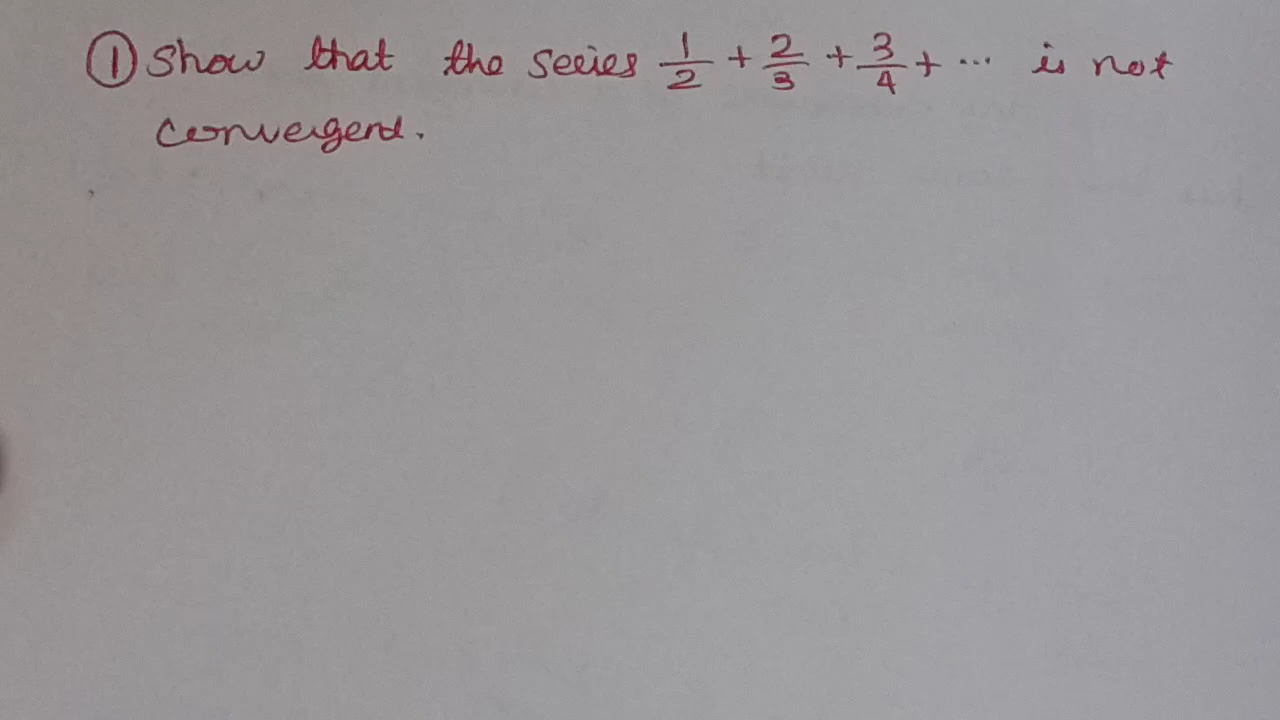 ① Show that the series 1/2 + 2/3 + 3/4 + ... is not
convergent.